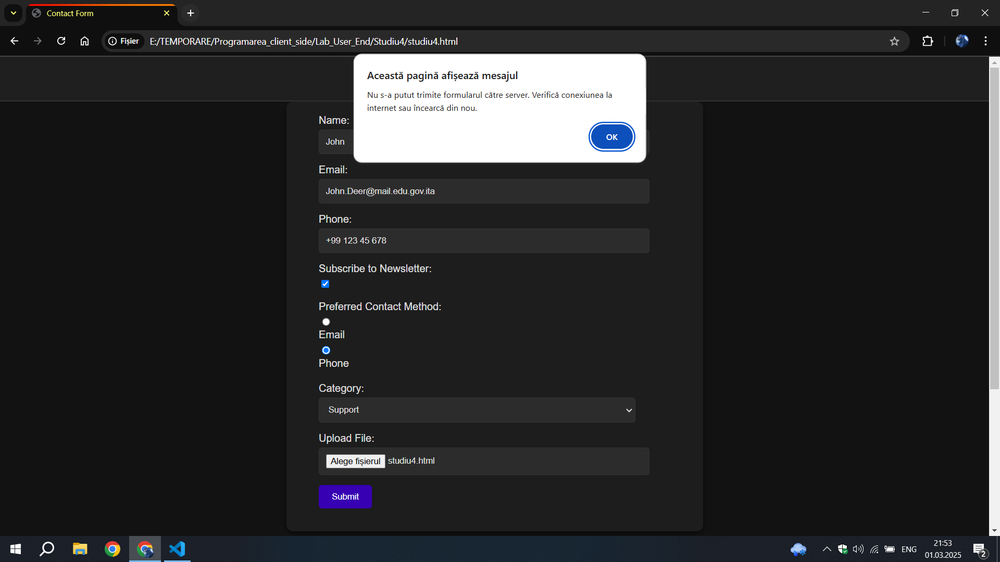 Contact Form
Fișier
E:/TEMPORARE/Programarea_client_side/Lab_User_End/Studiu4/studiu4.html
Această pagină afișează mesajul
Nu s-a putut trimite formularul către server. Verifică conexiunea la
internet sau încearcă din nou.
OK
Name:
John
Email:
John.Deer@mail.edu.gov.ita
Phone:
+99 123 45 678
Subscribe to Newsletter:
Preferred Contact Method:
Email
Phone
Category:
Support
Upload File:
Alege fișierul studiu4.html
Submit
ENG
21:53
01.03.2025
2